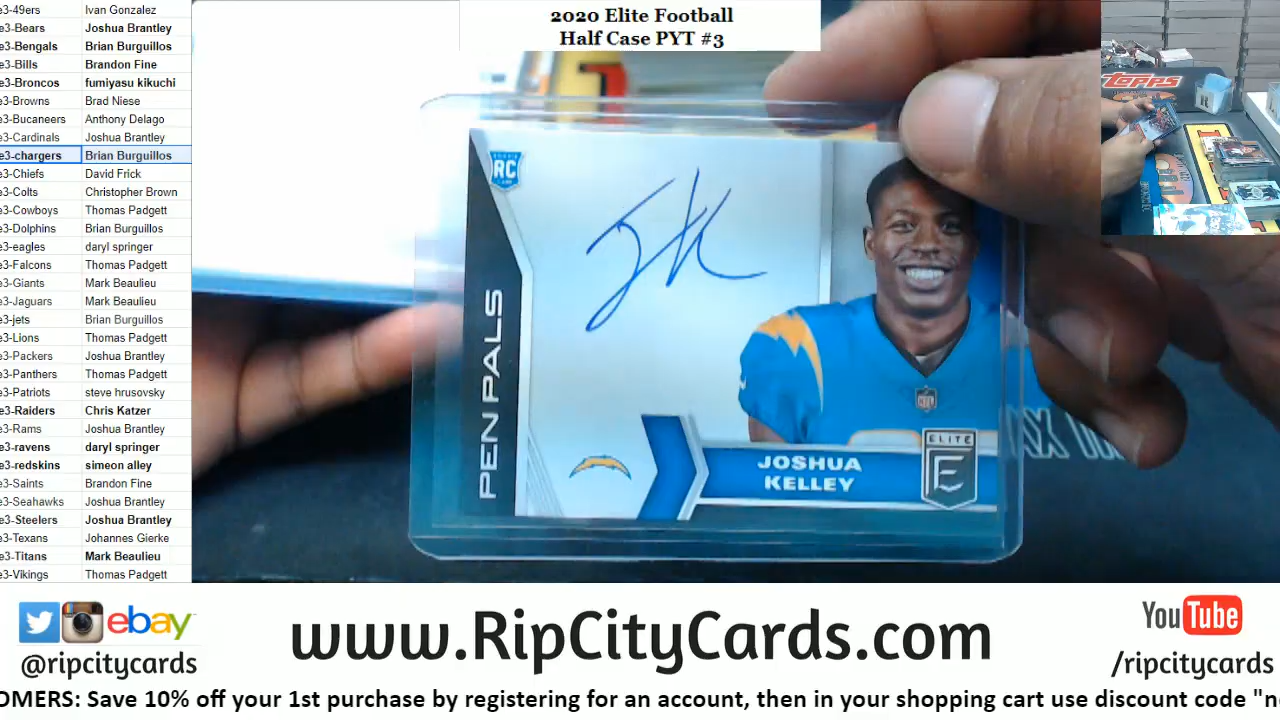 e3-49ers Ivan Gonzalez
e3-Bears Joshua Brantley
e3-Bengals Brian Burguillos
e3-Bills Brandon Fine
e3-Broncos fumiyasu kikuchi
e3-Browns Brad Niese
e3-Bucaneers Anthony Delago
e3-Cardinals Joshua Brantley
e3-chargers Brian Burguillos
e3-Chiefs David Frick
e3-Colts Christopher Brown
e3-Cowboys Thomas Padgett
e3-Dolphins Brian Burguillos
e3-eagles daryl springer
e3-Falcons Thomas Padgett
e3-Giants Mark Beaulieu
e3-Jaguars Mark Beaulieu
e3-jets Brian Burguillos
e3-Lions Thomas Padgett
e3-Packers Joshua Brantley
e3-Panthers Thomas Padgett
e3-Patriots steve hrusovsky
e3-Raiders Chris Katzer
e3-Rams Joshua Brantley
e3-ravens daryl springer
e3-redskins simeon alley
e3-Saints Brandon Fine
e3-Seahawks Joshua Brantley
e3-Steelers Joshua Brantley
e3-Texans Johannes Gierke
e3-Titans Mark Beaulieu
e3-Vikings Thomas Padgett
2020 Elite Football
Half Case PYT #3
TOPPS
RC
PEN PALS
JOSHUA
KELLEY
ELITE
E
ebay
@ripcitycards
www.RipCityCards.com
YouTube
/ripcitycards
OMERS: Save 10% off your 1st purchase by registering for an account, then in your shopping cart use discount code "n